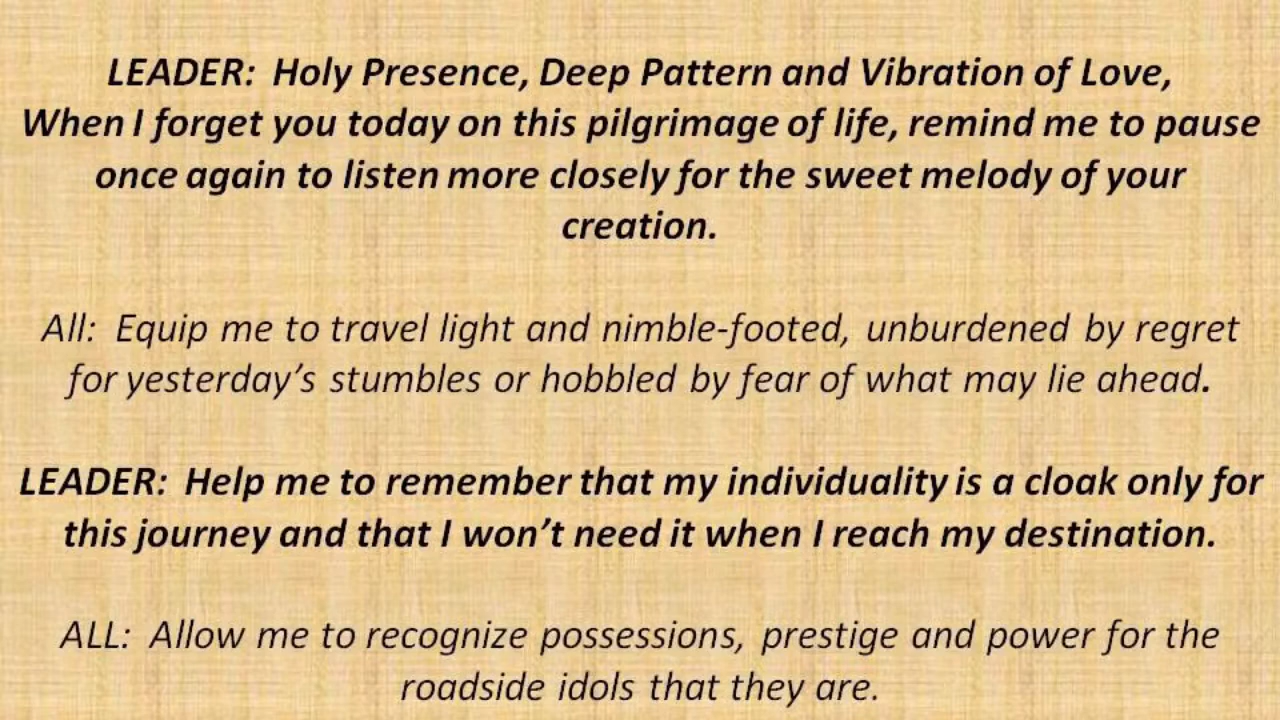 LEADER: Holy Presence, Deep Pattern and Vibration of Love,
When I forget you today on this pilgrimage of life, remind me to pause
once again to listen more closely for the sweet melody of your
creation.
All: Equip me to travel light and nimble-footed, unburdened by regret
for yesterday’s stumbles or hobbled by fear of what may lie ahead.
LEADER: Help me to remember that my individuality is a cloak only for
this journey and that I won’t need it when I reach my destination.
ALL: Allow me to recognize possessions, prestige and power for the
roadside idols that they are.